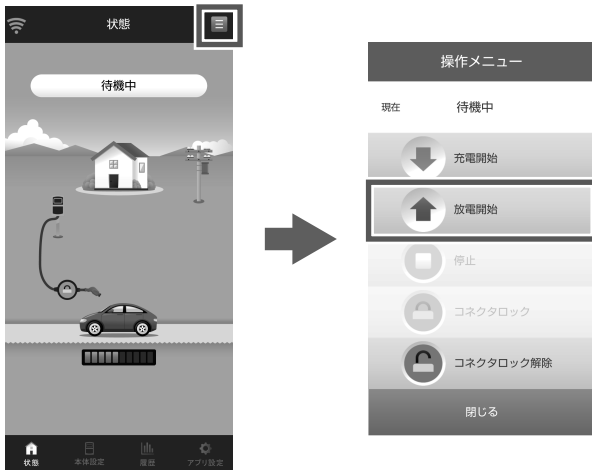 状態
待機中
状態
本体設定
履歴
アプリ設定
操作メニュー
現在
待機中
充電開始
放電開始
停止
コネクタロック
コネクタロック解除
閉じる